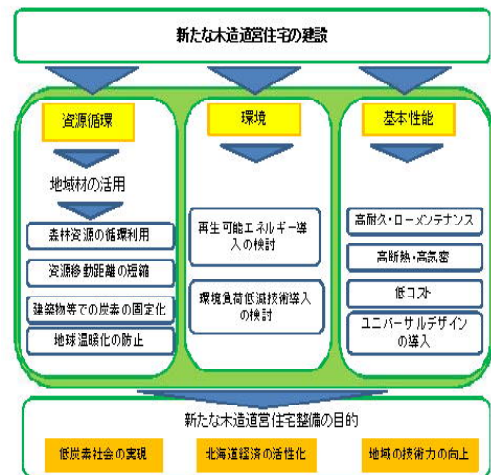 新たな木造道営住宅の建設
資源循環
地域材の活用
森林資源の循環利用
資源移動距離の短縮
建築物等での炭素の固定化
地球温暖化の防止
環境
再生可能エネルギー導
入の検討
環境負荷低減技術導入
の検討
基本性能
高耐久・ローメンテナンス
高断熱・高気密
低コスト
ユニバーサルデザイン
の導入
新たな木造道営住宅整備の目的
低炭素社会の実現
北海道経済の活性化
地域の技術力の向上